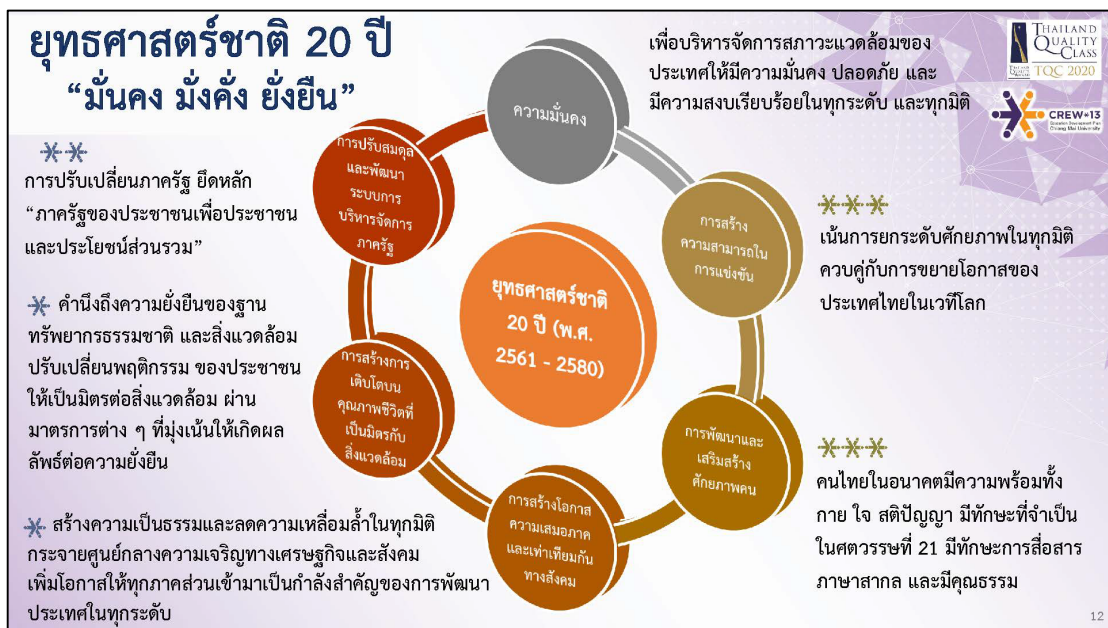 ยุทธศาสตร์ชาติ 20 ปี
“มั่นคง มั่งคั่ง ยั่งยืน”
เพื่อบริหารจัดการสภาวะแวดล้อมของ
ประเทศให้มีความมั่นคง ปลอดภัย และ
มีความสงบเรียบร้อยในทุกระดับ และทุกมิติ
THAILAND
QUALITY
CLASS
TQC 2020
CREW≈13
Chiang Mai University
ความมั่นคง
การสร้าง
ความสามารถใน
การแข่งขัน
เน้นการยกระดับศักยภาพในทุกมิติ
ควบคู่กับการขยายโอกาสของ
ประเทศไทยในเวทีโลก
การพัฒนาและ
เสริมสร้าง
ศักยภาพคน
คนไทยในอนาคตมีความพร้อมทั้ง
กาย ใจ สติปัญญา มีทักษะที่จำเป็น
ในศตวรรษที่ 21 มีทักษะการสื่อสาร
ภาษาสากล และมีคุณธรรม
การสร้างโอกาส
ความเสมอภาค
และเท่าเทียมกัน
ทางสังคม
สร้างความเป็นธรรมและลดความเหลื่อมล้ำในทุกมิติ
กระจายศูนย์กลางความเจริญทางเศรษฐกิจและสังคม
เพิ่มโอกาสให้ทุกภาคส่วนเข้ามาเป็นกำลังสำคัญของการพัฒนา
ประเทศในทุกระดับ
การสร้างการ
เติบโตบน
คุณภาพชีวิตที่
เป็นมิตรกับ
สิ่งแวดล้อม
คำนึงถึงความยั่งยืนของฐาน
ทรัพยากรธรรมชาติ และสิ่งแวดล้อม
ปรับเปลี่ยนพฤติกรรม ของประชาชน
ให้เป็นมิตรต่อสิ่งแวดล้อม ผ่าน
มาตรการต่าง ๆ ที่มุ่งเน้นให้เกิดผล
ลัพธ์ต่อความยั่งยืน
การปรับสมดุล
และพัฒนา
ระบบการ
บริหารจัดการ
ภาครัฐ
การปรับเปลี่ยนภาครัฐ ยึดหลัก
“ภาครัฐของประชาชนเพื่อประชาชน
และประโยชน์ส่วนรวม”
ยุทธศาสตร์ชาติ
20 ปี (พ.ศ.
2561 - 2580)
12